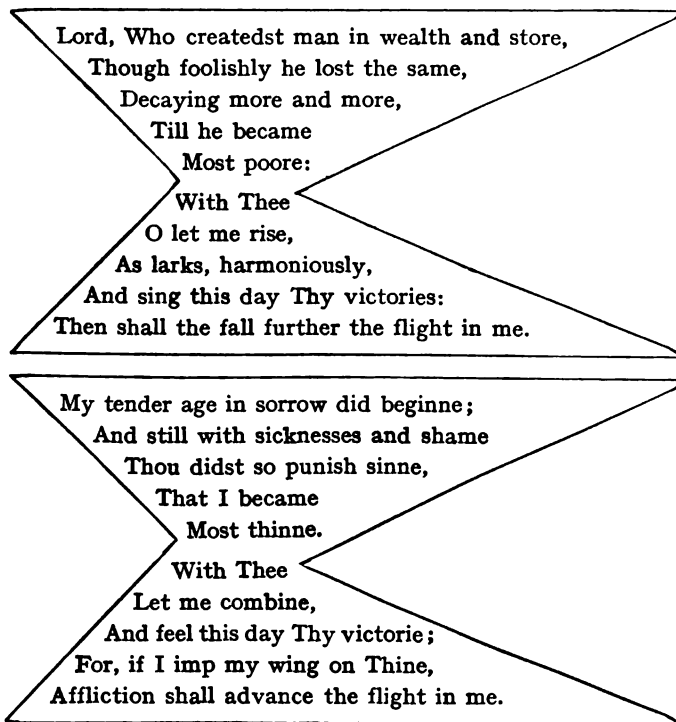 Lord, Who createdst man in wealth and store,
Though foolishly he lost the same,
Decaying more and more,
Till he became
Most poore:
With Thee
O let me rise,
As larks, harmoniously,
And sing this day Thy victories:
Then shall the fall further the flight in me.
My tender age in sorrow did beginne;
And still with sicknesses and shame
Thou didst so punish sinne,
That I became
Most thinne.
With Thee
Let me combine,
And feel this day Thy victorie;
For, if I imp my wing on Thine,
Affliction shall advance the flight in me.